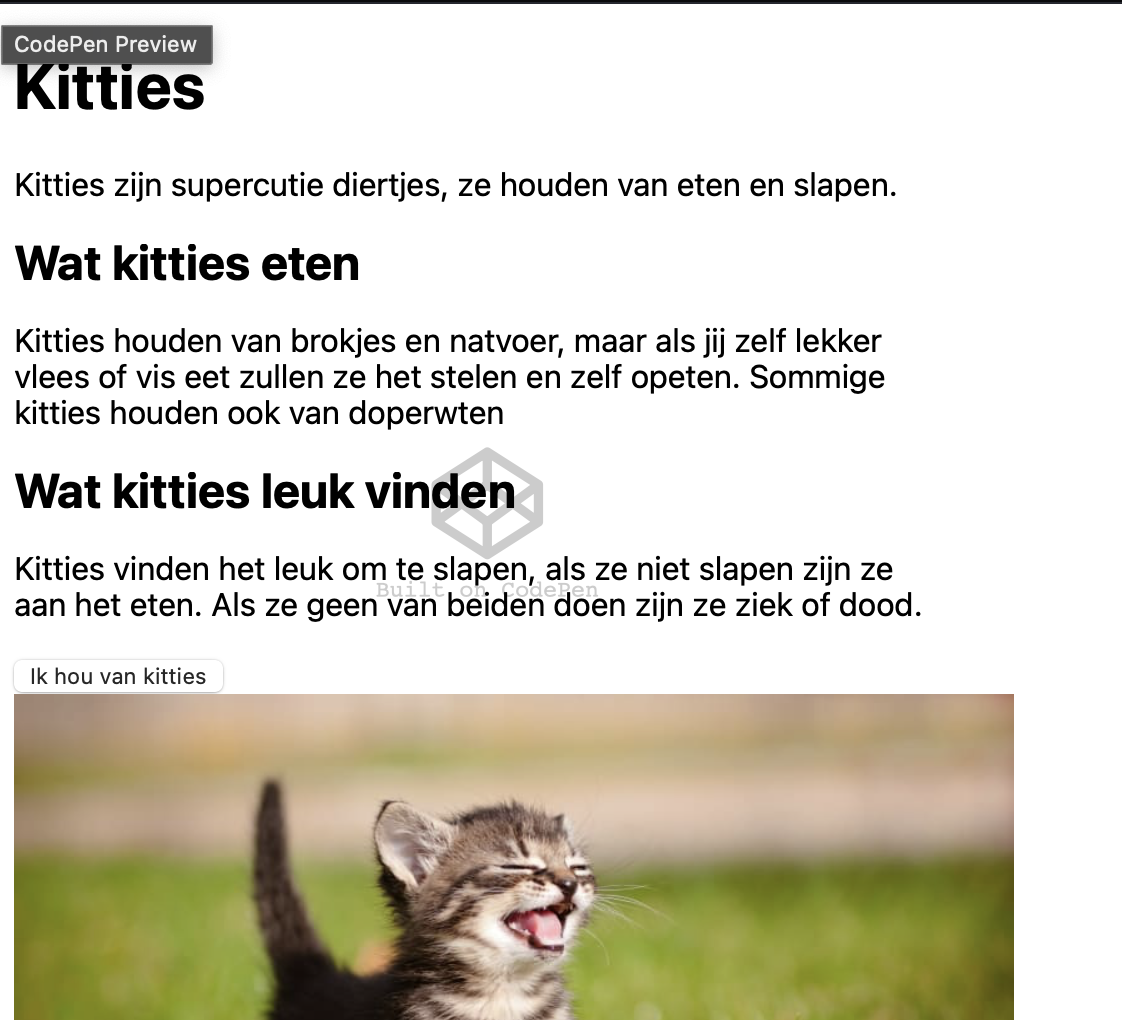 CodePen Preview
Kitties
Kitties zijn supercutie diertjes, ze houden van eten en slapen.
Wat kitties eten
Kitties houden van brokjes en natvoer, maar als jij zelf lekker
vlees of vis eet zullen ze het stelen en zelf opeten. Sommige
kitties houden ook van doperwten
Wat kitties leuk vinden
Kitties vinden het leuk om te slapen, als ze niet slapen zijn ze
Built on CodePen
aan het eten. Als ze geen van beiden doen zijn ze ziek of dood.
Ik hou van kitties